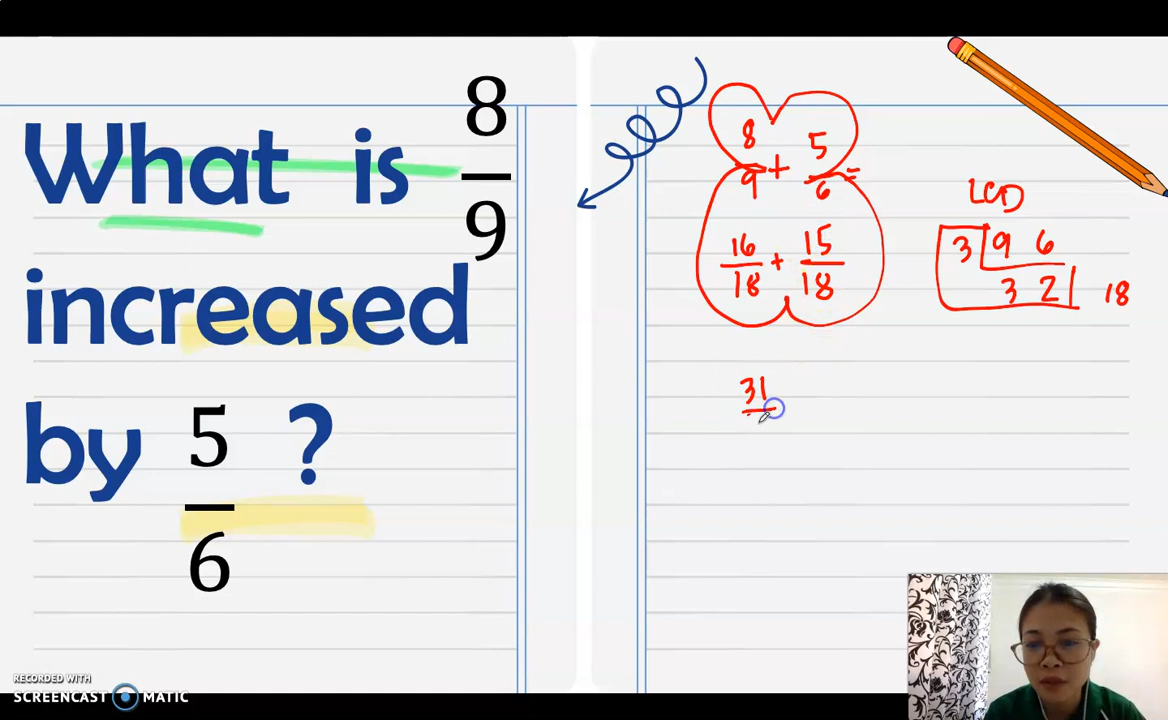 What is 8/9
increased
by 5/6 ?
8/9 + 5/6 =
16/18 + 15/18
31
LCD
3 9 6
3 2 18
RECORDED WITH
SCREENCAST MATIC